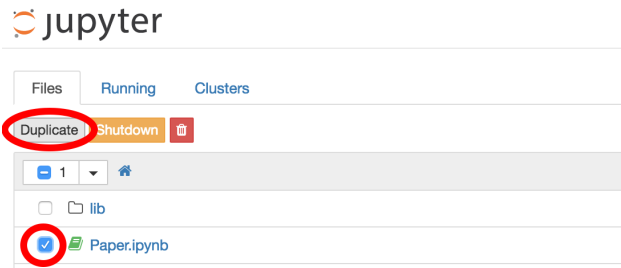 jupyter
Files Running Clusters
Duplicate Shutdown
1
lib
Paper.ipynb